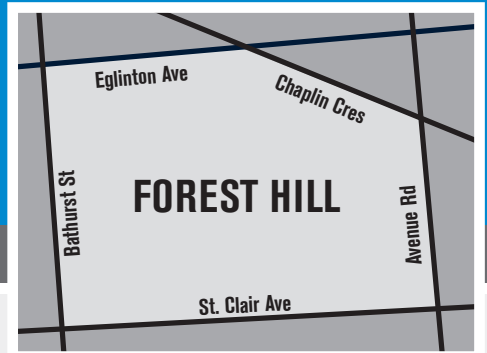 Eglinton Ave
Chaplin Cres
Bathurst St
FOREST HILL
Avenue Rd
St. Clair Ave